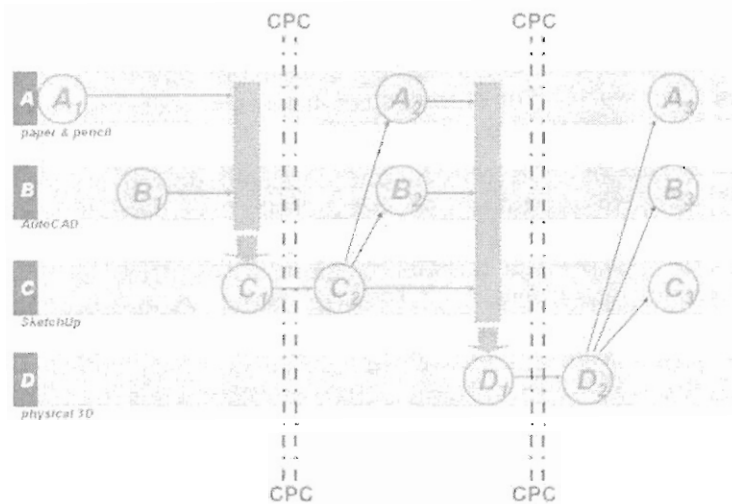 CPC CPC
A A1 A2 A3
paper & pencil
B B1 B2 B3
AutoCAD
C C1 C2 C3
SketchUp
D D1 D2
physical 3D
CPC CPC